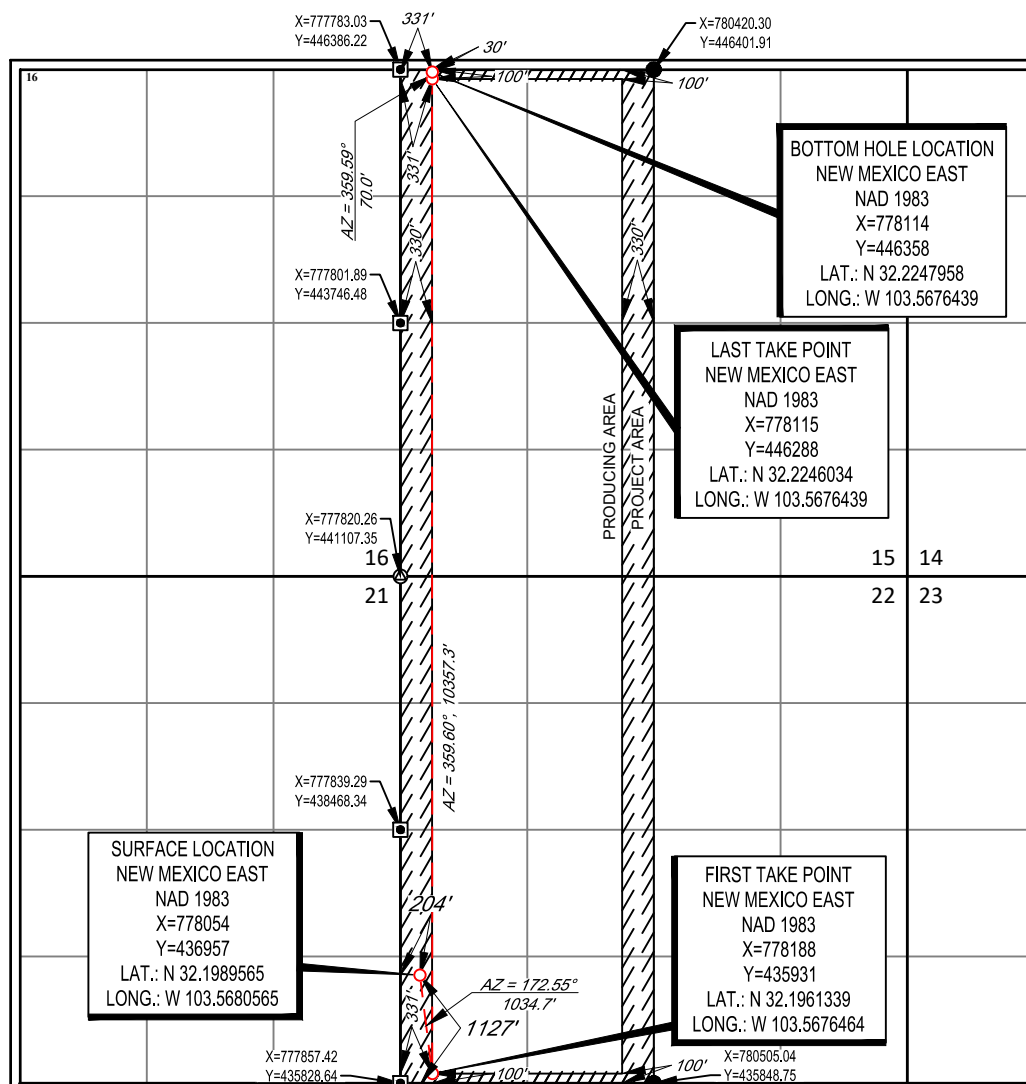 X=777783.03
Y=446386.22
331'
30'
X=780420.30
Y=446401.91
16
100'
100'
AZ = 359.59°
70.0'
331'
BOTTOM HOLE LOCATION
NEW MEXICO EAST
NAD 1983
X=778114
Y=446358
LAT.: N 32.2247958
LONG.: W 103.5676439
330'
330'
X=777801.89
Y=443746.48
LAST TAKE POINT
NEW MEXICO EAST
NAD 1983
X=778115
Y=446288
LAT.: N 32.2246034
LONG.: W 103.5676439
PRODUCING AREA
PROJECT AREA
X=777820.26
Y=441107.35
16
15
14
21
22
23
AZ = 359.60°, 10357.3'
X=777839.29
Y=438468.34
SURFACE LOCATION
NEW MEXICO EAST
NAD 1983
X=778054
Y=436957
LAT.: N 32.1989565
LONG.: W 103.5680565
204'
FIRST TAKE POINT
NEW MEXICO EAST
NAD 1983
X=778188
Y=435931
LAT.: N 32.1961339
LONG.: W 103.5676464
AZ = 172.55°
1034.7'
331'
1127'
X=777857.42
Y=435828.64
100'
100'
X=780505.04
Y=435848.75